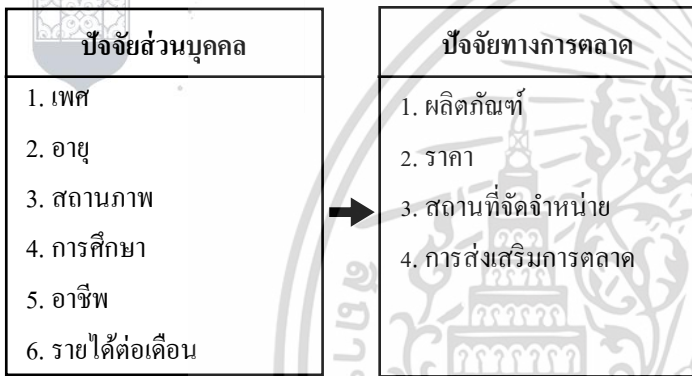 ปัจจัยส่วนบุคคล
1. เพศ
2. อายุ
3. สถานภาพ
4. การศึกษา
5. อาชีพ
6. รายได้ต่อเดือน
ปัจจัยทางการตลาด
1. ผลิตภัณฑ์
2. ราคา
3. สถานที่จัดจำหน่าย
4. การส่งเสริมการตลาด